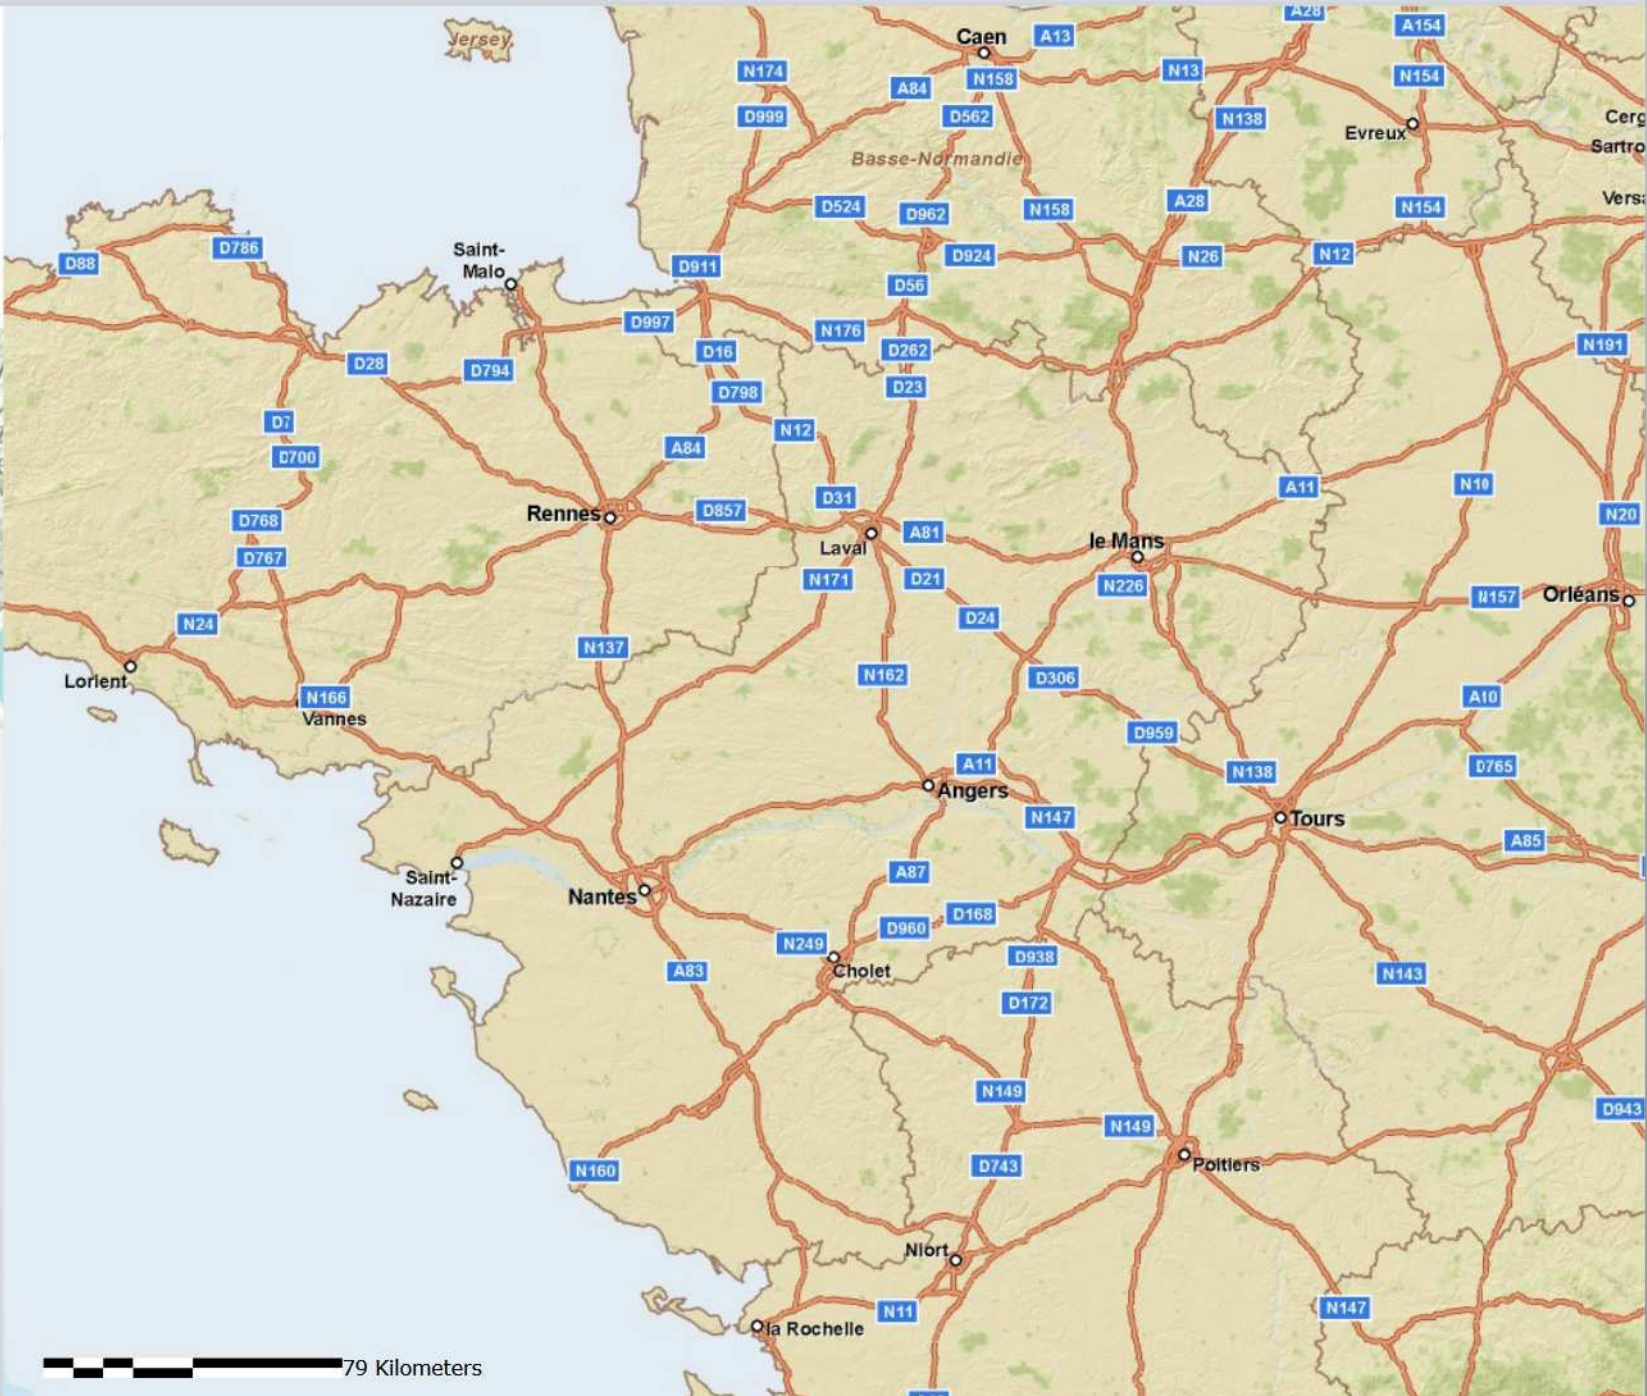 A28
A154
Caen
A13
Jersey
N174
N158
N13
N154
A84
D999
D562
N138
Evreux
Cerg
Sartro
Basse-Normandie
Versa
D524
D962
N158
A28
N154
D88
D786
Saint-
Malo
D911
D924
N26
N12
D56
D997
N176
D16
D262
N191
D28
D794
D798
D23
D7
D700
N12
A84
A11
N10
D31
D768
Rennes
D857
N20
A81
le Mans
Laval
D767
N171
D21
N226
N157
Orléans
N24
D24
N137
Lorient
N162
D306
N166
Vannes
A10
D959
A11
N138
D765
Angers
N147
Tours
A85
Saint-
Nazaire
A87
Nantes
D960
D168
N249
D938
Cholet
A83
N143
D172
N149
D943
N149
N160
D743
Poitiers
Niort
N11
N147
la Rochelle
79 Kilometers